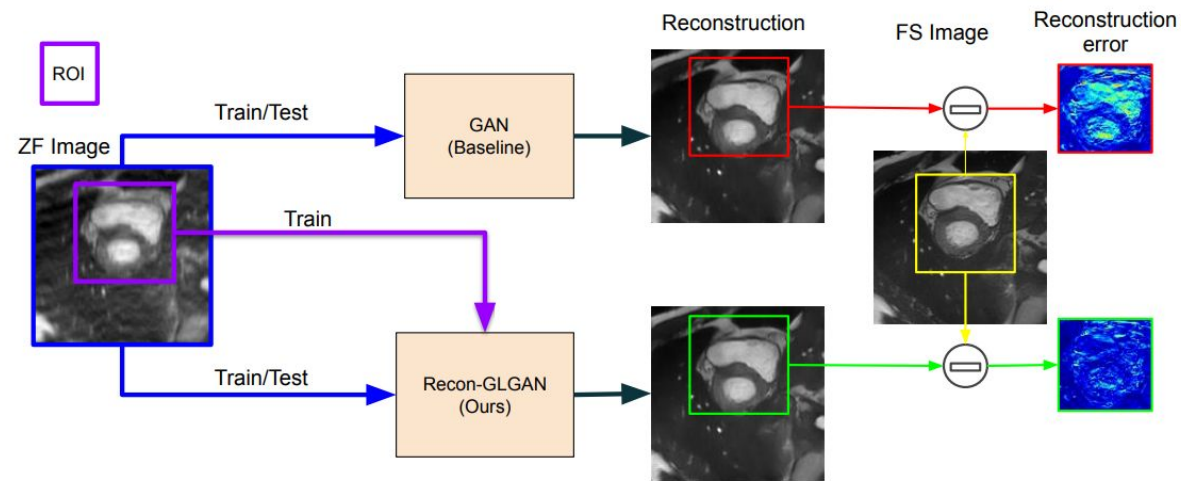 Reconstruction
FS Image
Reconstruction
error
ROI
Train/Test
GAN
(Baseline)
ZF Image
Train
Train/Test
Recon-GLGAN
(Ours)